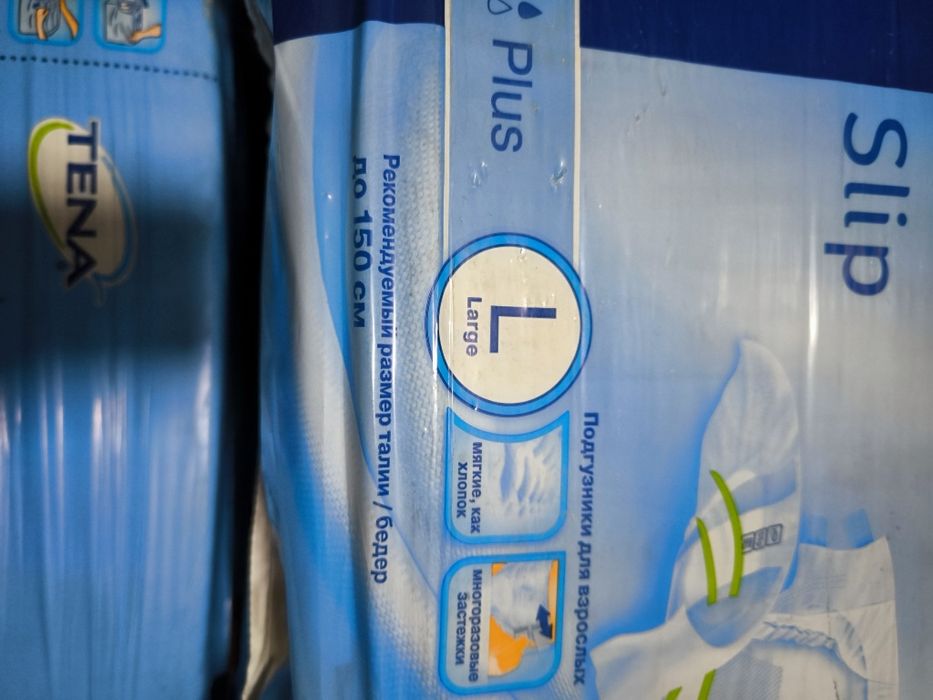 Slip
Plus
L
Large
Подгузники для взрослых
мягкие, как
хлопок
многоразовые
застежки
Рекомендуемый размер талии / бедер
до 150 см
TENA